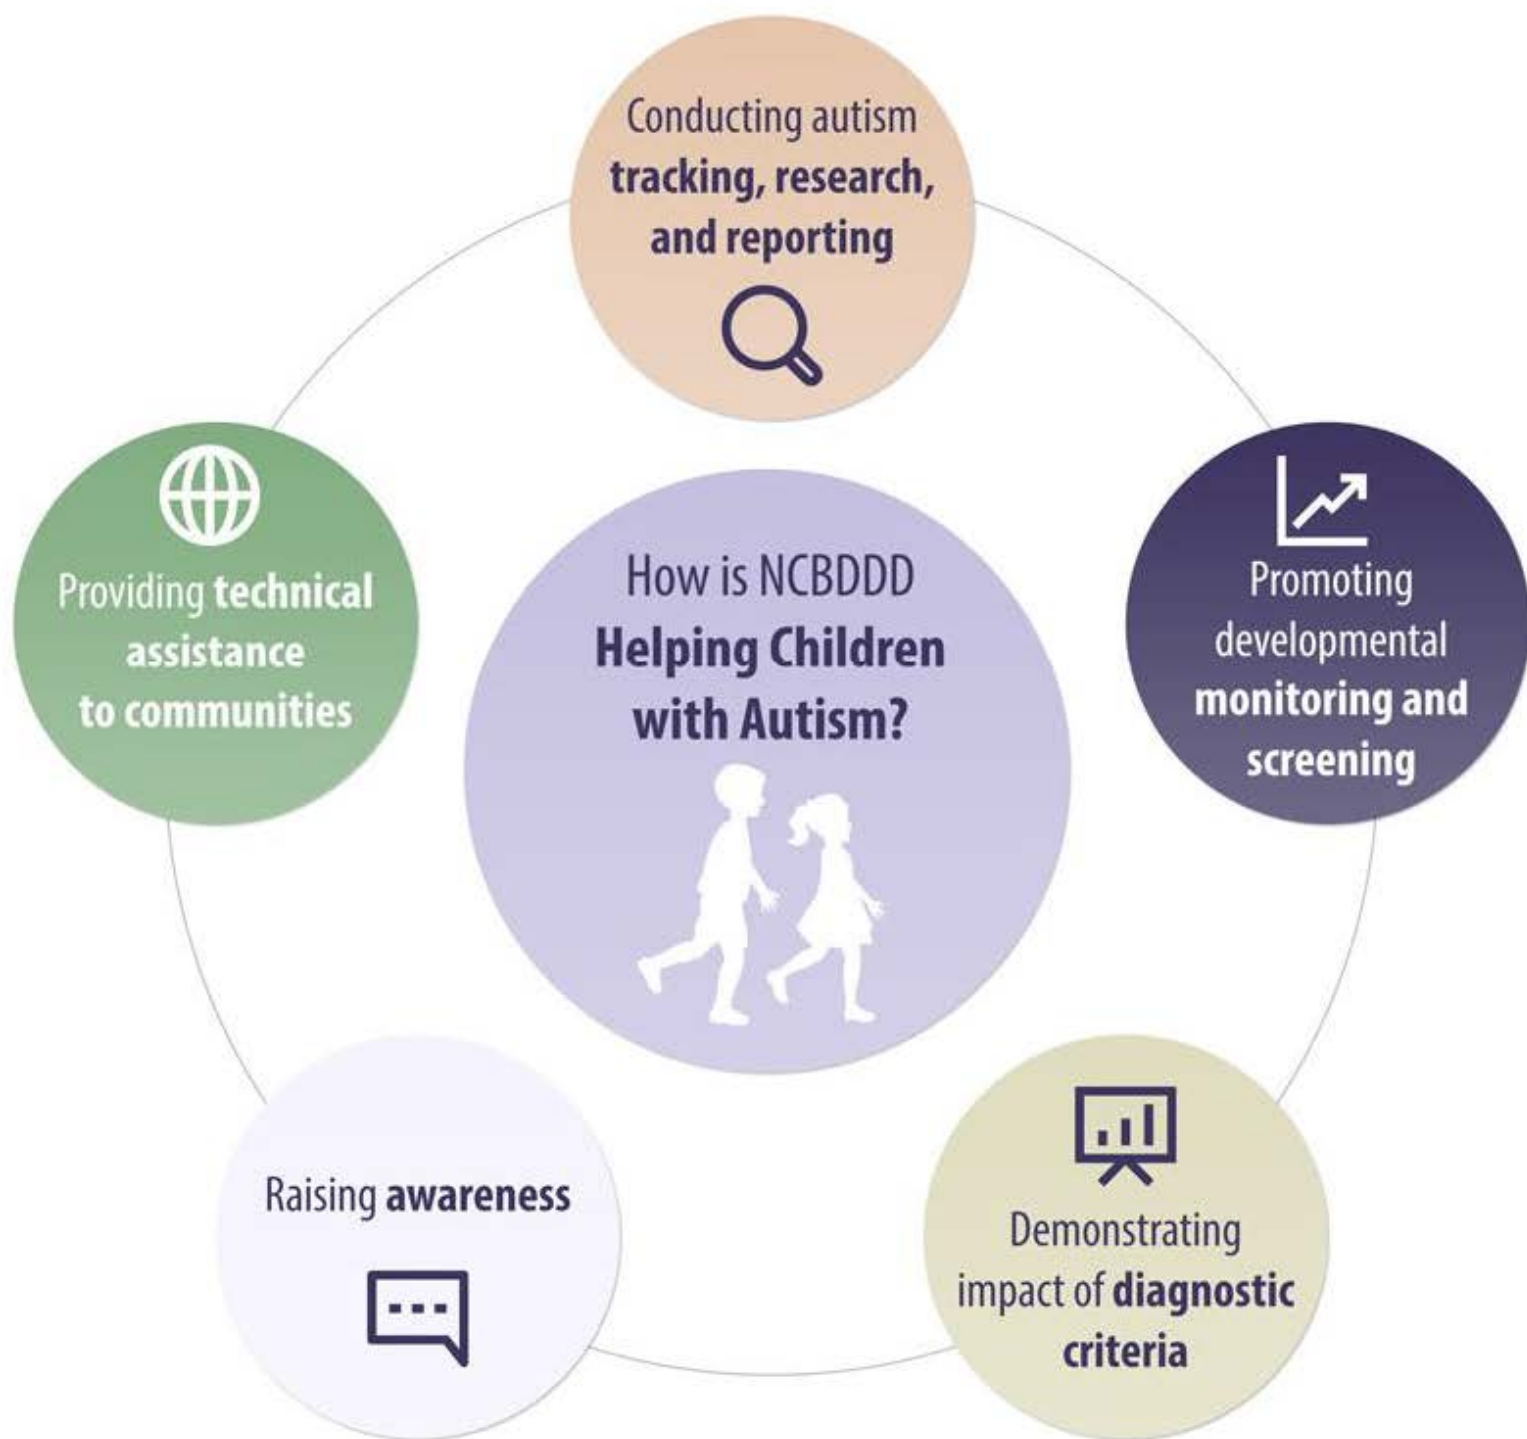 Conducting autism
tracking, research,
and reporting
How is NCBDDD
Helping Children
with Autism?
Promoting
developmental
monitoring and
screening
Demonstrating
impact of diagnostic
criteria
Raising awareness
Providing technical
assistance
to communities